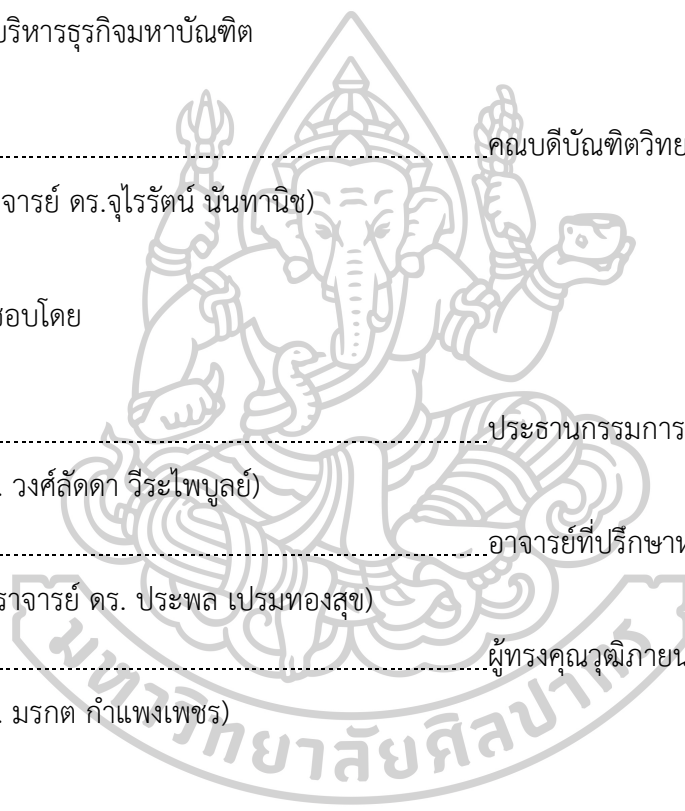 บริหารธุรกิจมหาบัณฑิต
คณบดีบัณฑิตวิทย
จารย์ ดร.จุไรรัตน์ นันทานิช)
สอบโดย
ประธานกรรมการ
. วงศ์ลัดดา วีระไพบูลย์)
อาจารย์ที่ปรึกษาห
ราจารย์ ดร. ประพล เปรมทองสุข)
ผู้ทรงคุณวุฒิภายน
. มรกต กำแพงเพชร)
มหาวิทยาลัยศิลปากร